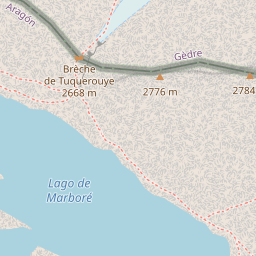 Aragón
Gèdre
Brèche
de Tuquerouye
2668 m
2776 m
2784
Lago de
Marboré